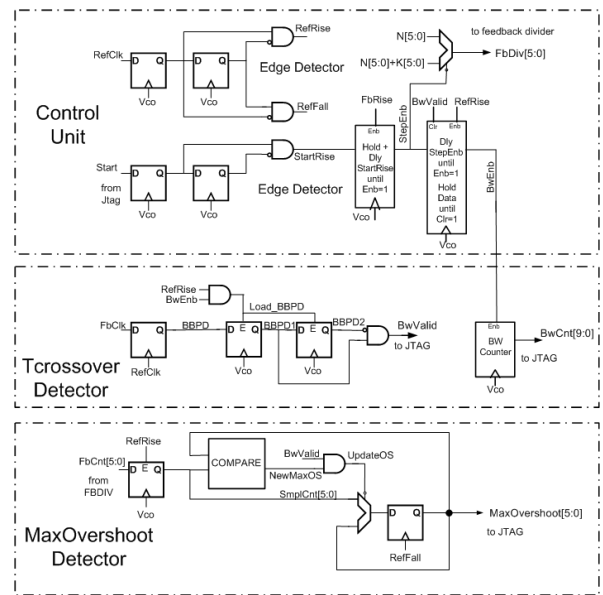 N[5:0]
to feedback divider
RefClk
D Q
D Q
RefRise
FbDiv[5:0]
N[5:0]+K[5:0]
Edge Detector
Vco
Vco
RefFall
FbRise
StepEnb
BwValid
RefRise
Control
Unit
Start
from
Jtag
D Q
D Q
StartRise
Edge Detector
Vco
Vco
Enb
Hold +
Dly
StartRise
until
Enb=1
Vco
Clr Enb
Dly
StepEnb
until
Enb=1
Hold
Data
until
Clr=1
Vco
BwEnb
RefRise
BwEnb
Load_BBPD
FbClk
D Q
BBPD
D E Q
BBPD1
D E Q
BBPD2
BwValid
to JTAG
RefClk
Vco
Vco
Enb
BW
Counter
Vco
BwCnt[9:0]
to JTAG
Tcrossover
Detector
RefRise
FbCnt[5:0]
from
FBDIV
D E Q
Vco
COMPARE
BwValid
UpdateOS
NewMaxOS
SmplCnt[5:0]
D Q
RefFall
MaxOvershoot[5:0]
to JTAG
MaxOvershoot
Detector